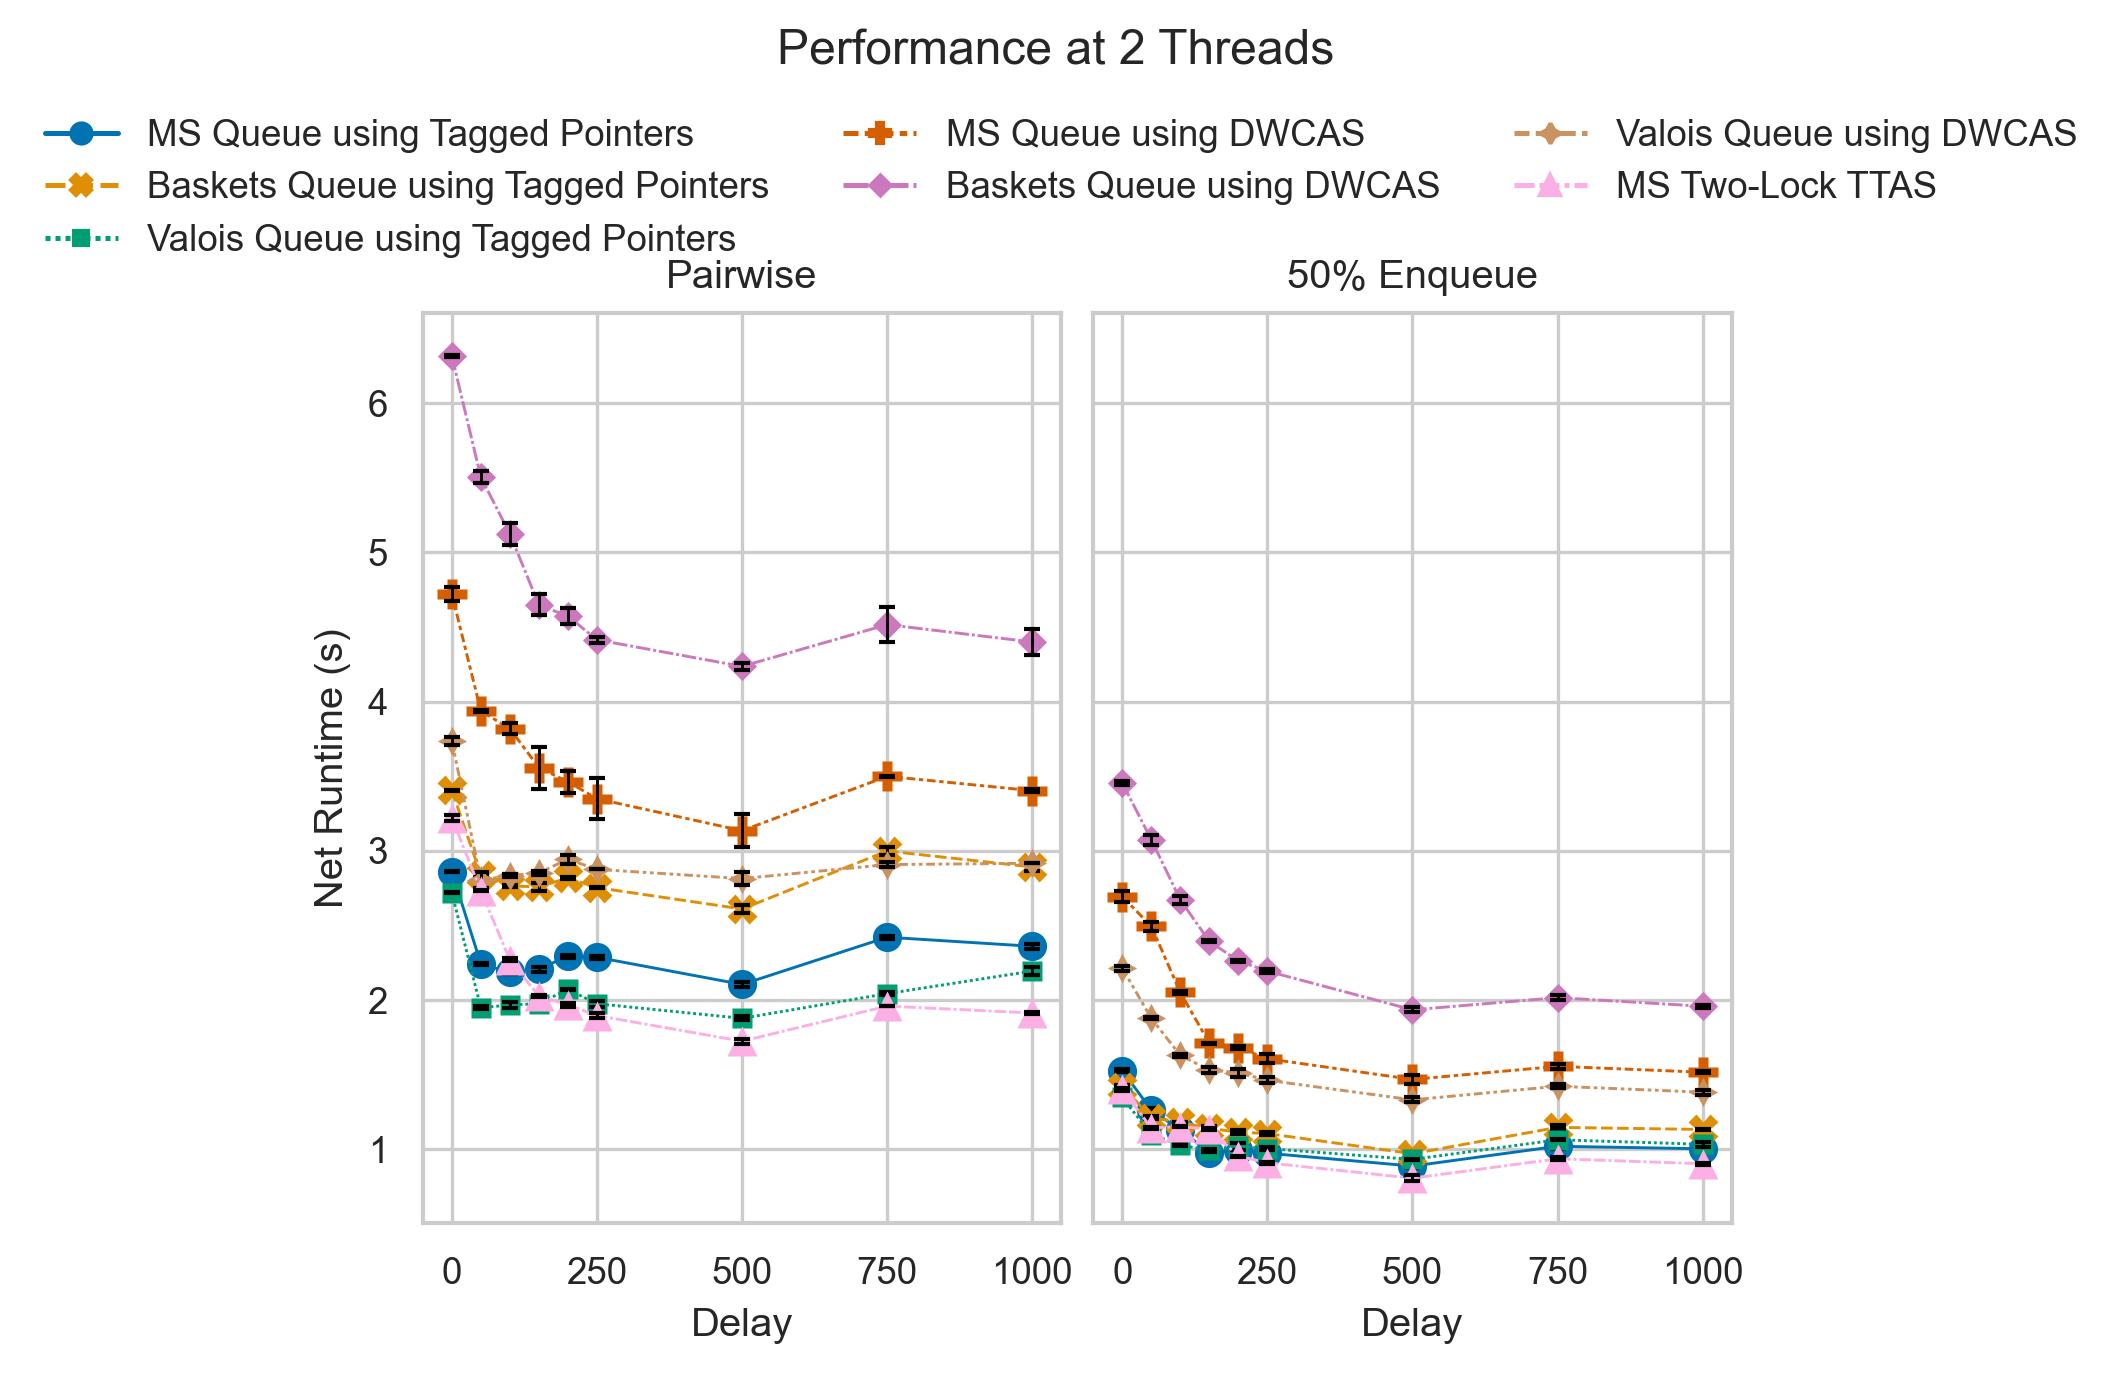 Performance at 2 Threads
MS Queue using Tagged Pointers
Baskets Queue using Tagged Pointers
Valois Queue using Tagged Pointers
MS Queue using DWCAS
Baskets Queue using DWCAS
Valois Queue using DWCAS
MS Two-Lock TTAS
Pairwise
50% Enqueue
Net Runtime (s)
6
5
4
3
2
1
0 250 500 750 1000
0 250 500 750 1000
Delay
Delay